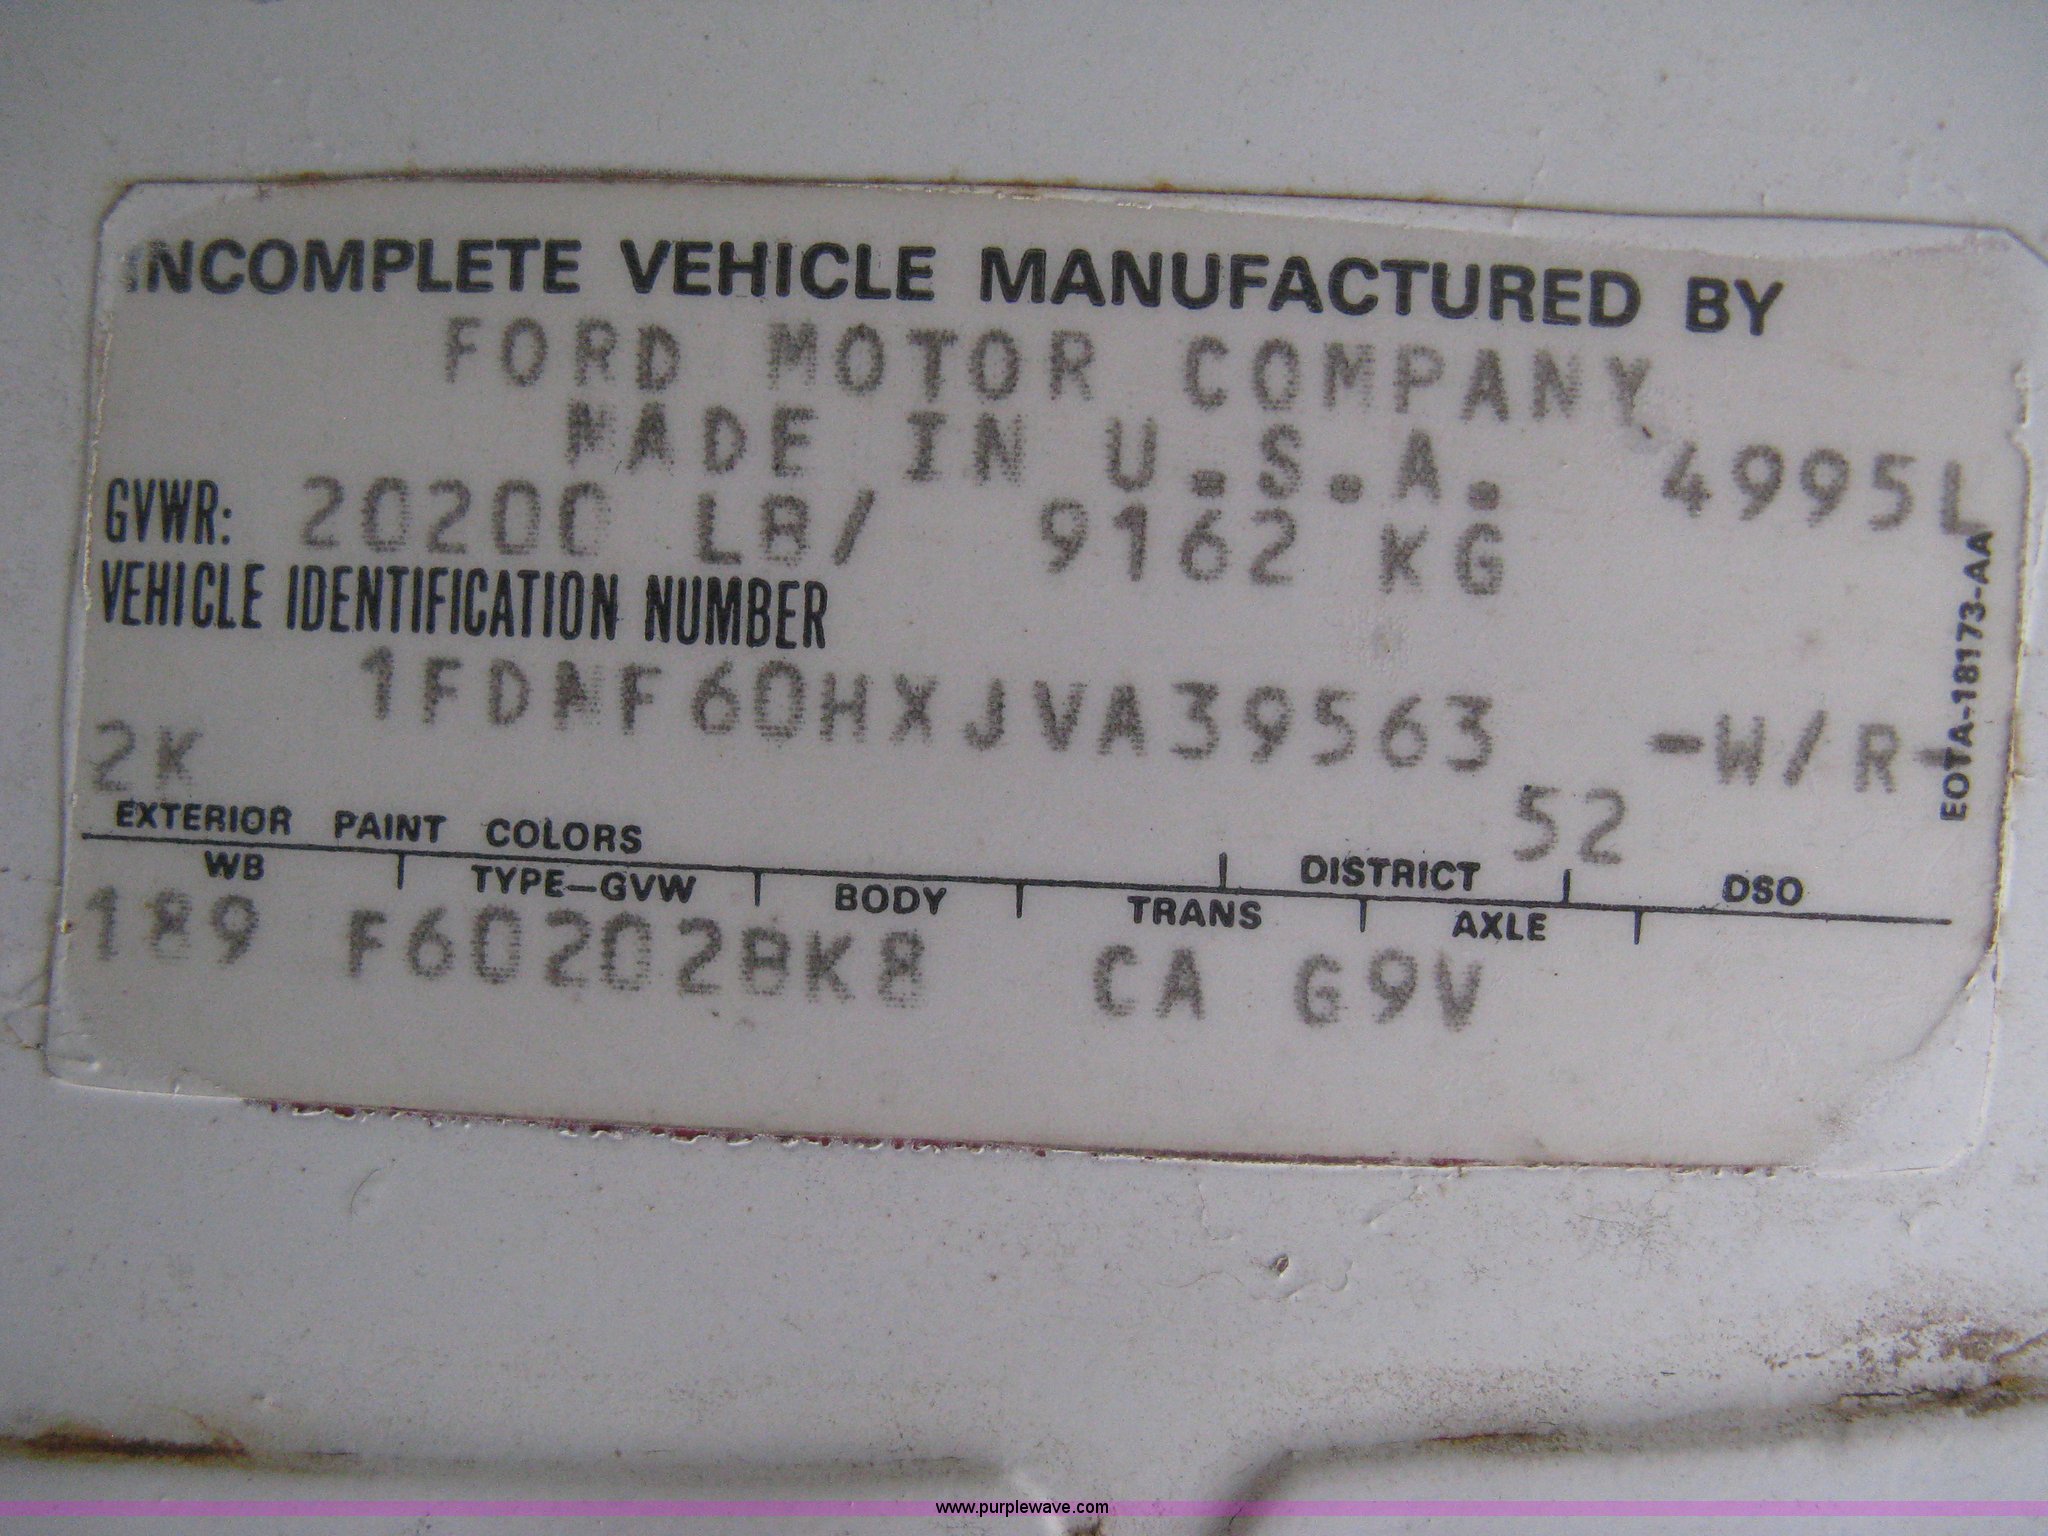 INCOMPLETE VEHICLE MANUFACTURED BY
FORD MOTOR COMPANY
MADE IN U.S.A. 4995L
GVWR: 20200 LB/ 9162 KG
VEHICLE IDENTIFICATION NUMBER
1FDNF60HXJVA39563 -W/R-
EOTA-18173-AA
2K 52
EXTERIOR PAINT COLORS DISTRICT DSO
WB TYPE-GVW BODY TRANS AXLE
189 F60202BK8 CA G9V
www.purplewave.com